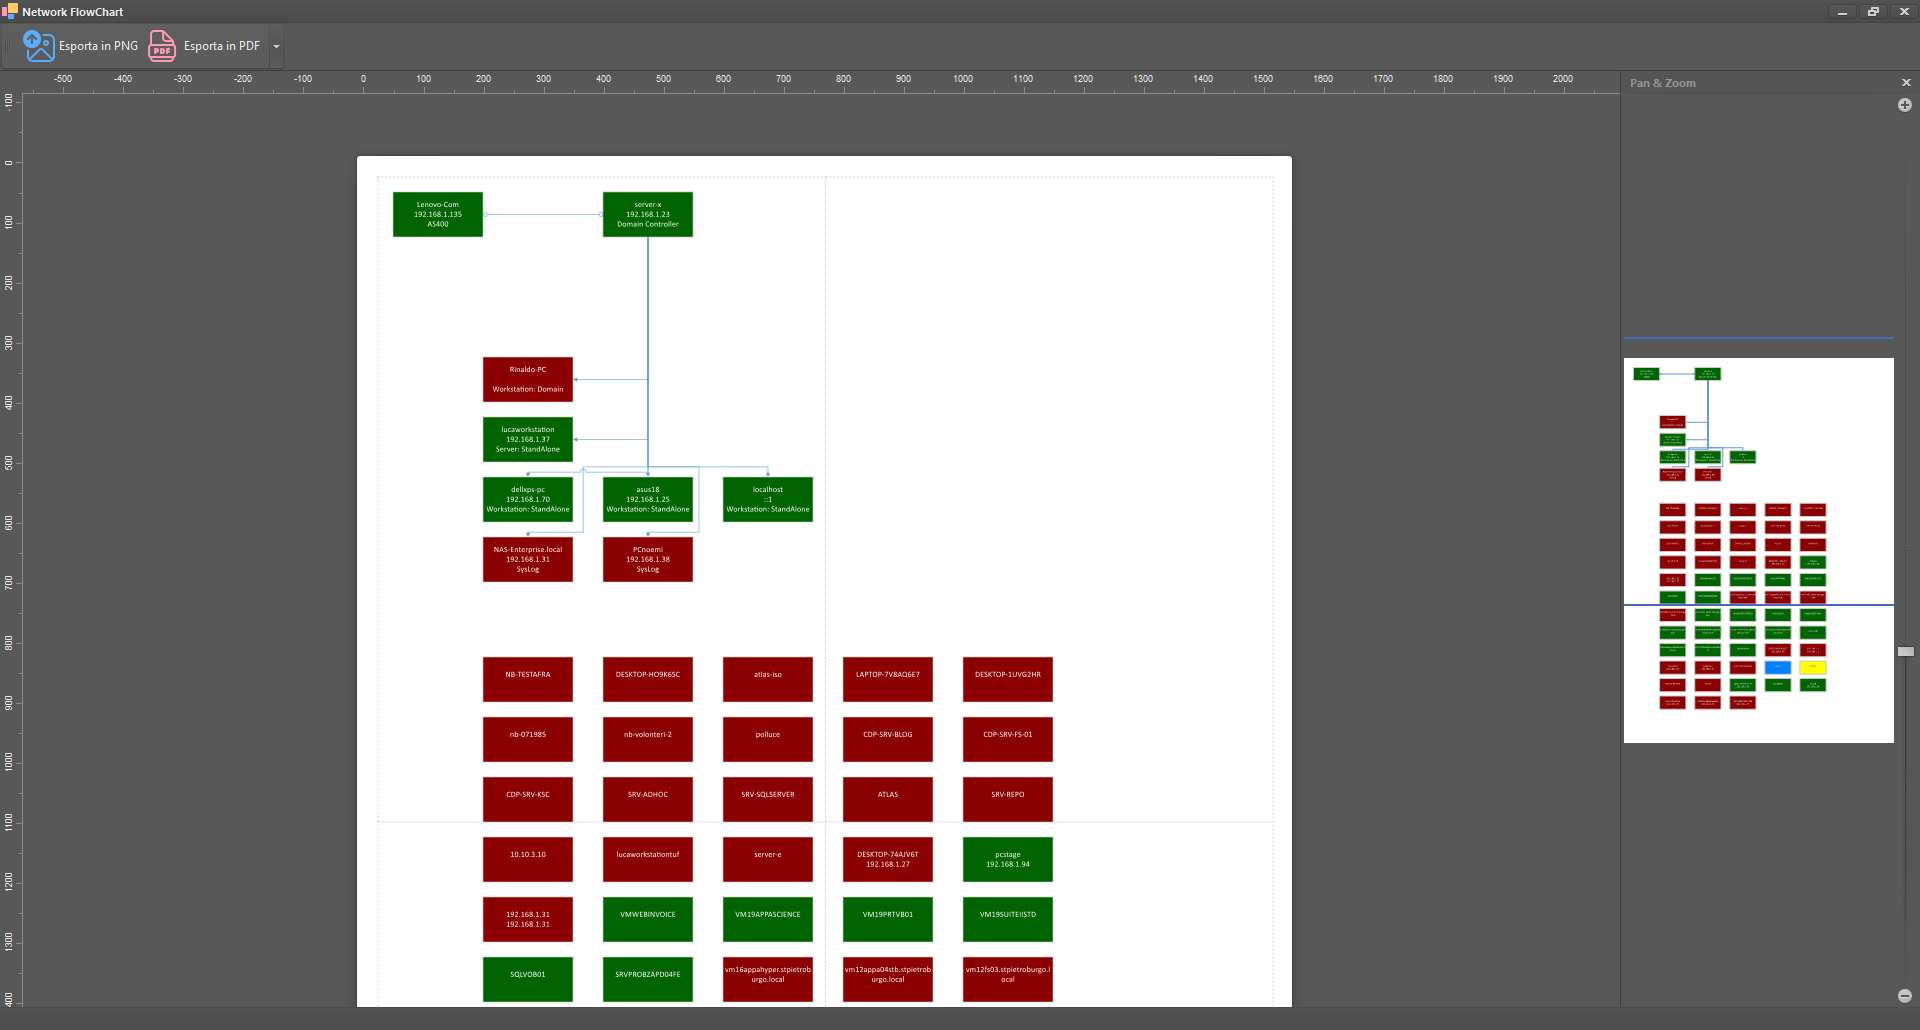 Network FlowChart
Esporta in PNG
Esporta in PDF
-500 -400 -300 -200 -100 0 100 200 300 400 500 600 700 800 900 1000 1100 1200 1300 1400 1500 1600 1700 1800 1900 2000
Pan & Zoom
-100
0
100
200
300
400
500
600
700
800
900
1000
1100
1200
1300
400
Lenovo-Com
192.168.1.135
AS400
server-x
192.168.1.23
Domain Controller
Rinaldo-PC
Workstation: Domain
lucaworkstation
192.168.1.37
Server: StandAlone
dellxps-pc
192.168.1.70
Workstation: StandAlone
asus18
192.168.1.25
Workstation: StandAlone
localhost
::1
Workstation: StandAlone
NAS-Enterprise.local
192.168.1.31
SysLog
PCnoemi
192.168.1.38
SysLog
NB-TESTAFRA
DESKTOP-HO9K6SC
atlas-iso
LAPTOP-7V8AQ6E7
DESKTOP-1UVG2HR
nb-071985
nb-volonteri-2
polluce
CDP-SRV-BLOG
CDP-SRV-FS-01
CDP-SRV-KSC
SRV-ADHOC
SRV-SQLSERVER
ATLAS
SRV-REPO
10.10.3.10
lucaworkstationtuf
server-e
DESKTOP-74AJV6T
192.168.1.27
pcstage
192.168.1.94
192.168.1.31
192.168.1.31
VMWEBINVOICE
VM19APPASCIENCE
VM19PRTVB01
VM19SUITEIISTD
SQLVOB01
SRVPROBZAPD04FE
vm16appahyper.stpietrob
urgo.local
vm12appa04stb.stpietrob
urgo.local
vm12fs03.stpietroburgo.l
ocal